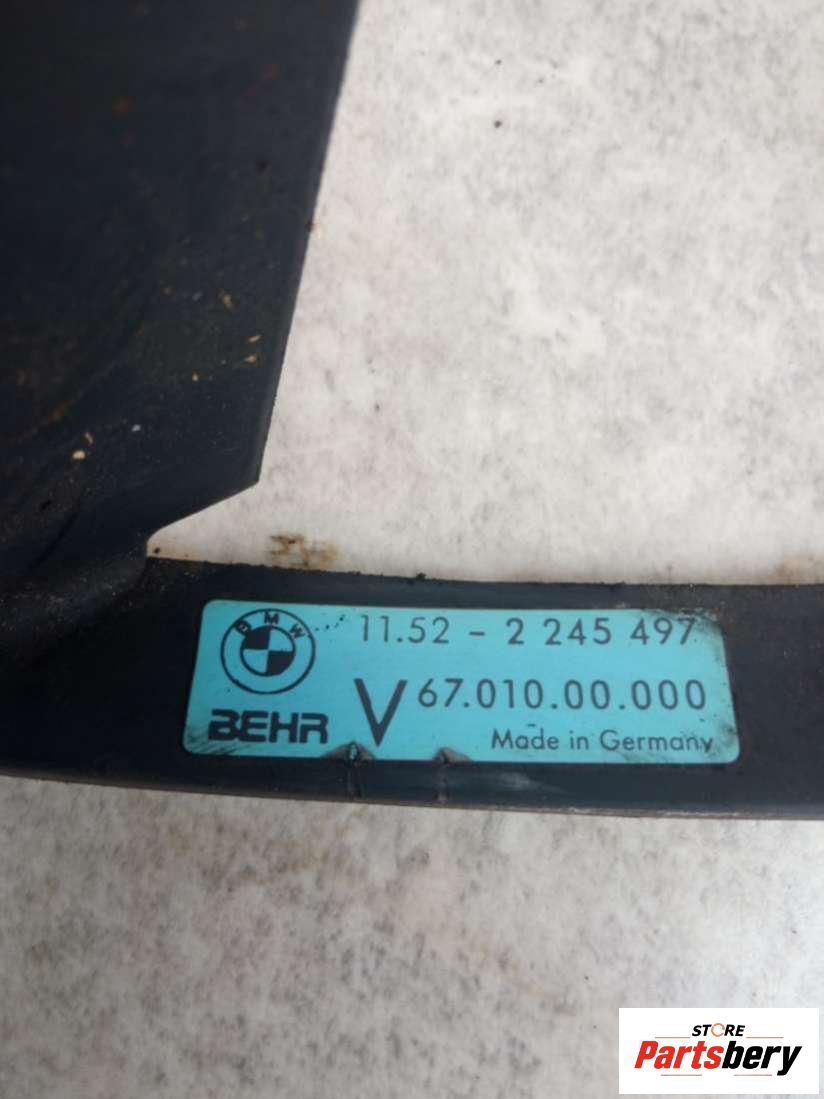 BMW
11.52 - 2 245 497
BEHR
V 67.010.00.000
Made in Germany
STORE
Partsbery